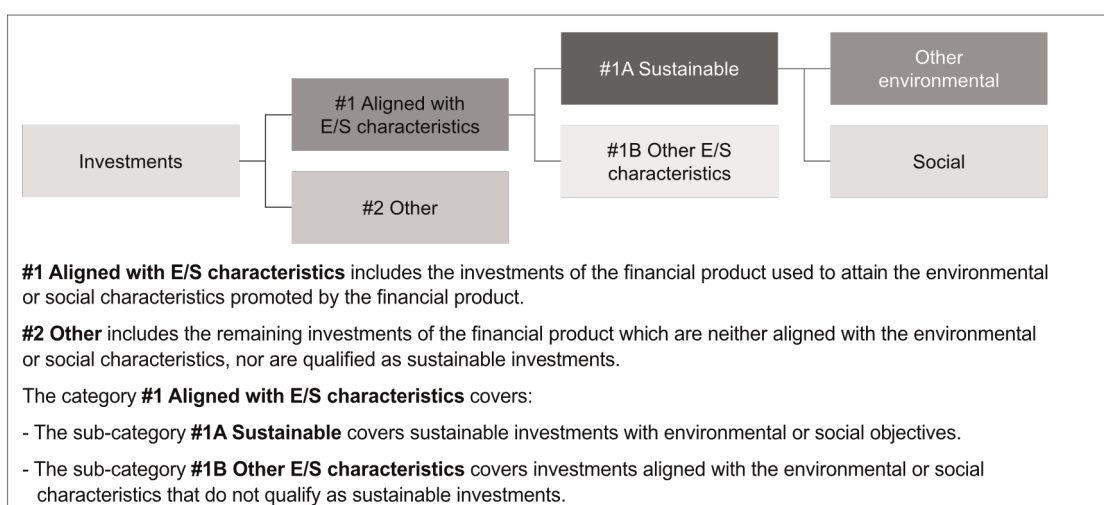 Investments
#1 Aligned with
E/S characteristics
#2 Other
#1A Sustainable
#1B Other E/S
characteristics
Other
environmental
Social
#1 Aligned with E/S characteristics includes the investments of the financial product used to attain the environmental
or social characteristics promoted by the financial product.
#2 Other includes the remaining investments of the financial product which are neither aligned with the environmental
or social characteristics, nor are qualified as sustainable investments.
The category #1 Aligned with E/S characteristics covers:
- The sub-category #1A Sustainable covers sustainable investments with environmental or social objectives.
- The sub-category #1B Other E/S characteristics covers investments aligned with the environmental or social
characteristics that do not qualify as sustainable investments.